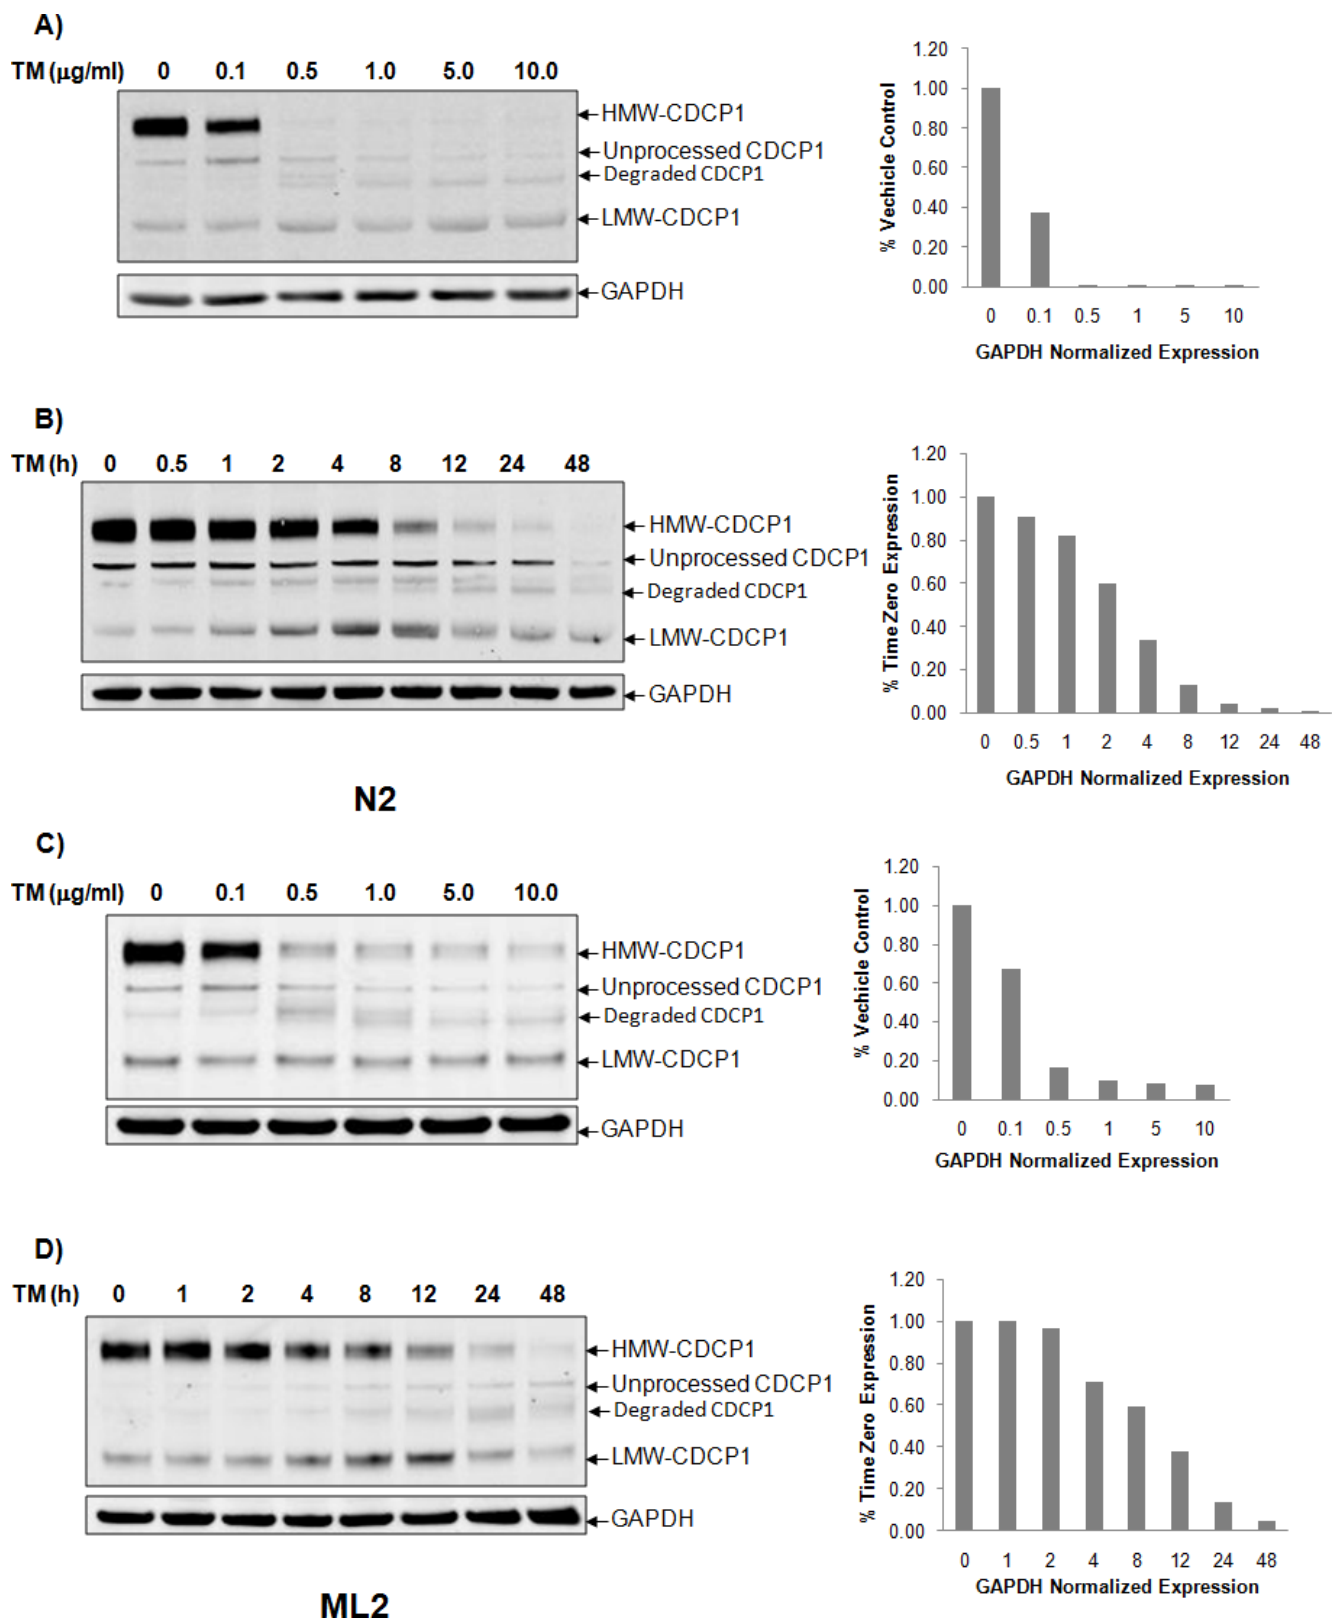 A)
TM (µg/ml) 0 0.1 0.5 1.0 5.0 10.0
HMW-CDCP1
Unprocessed CDCP1
Degraded CDCP1
LMW-CDCP1
GAPDH
% Vechicle Control
1.20
1.00
0.80
0.60
0.40
0.20
0.00
0 0.1 0.5 1 5 10
GAPDH Normalized Expression
B)
TM (h) 0 0.5 1 2 4 8 12 24 48
HMW-CDCP1
Unprocessed CDCP1
Degraded CDCP1
LMW-CDCP1
GAPDH
% Time Zero Expression
1.20
1.00
0.80
0.60
0.40
0.20
0.00
0 0.5 1 2 4 8 12 24 48
GAPDH Normalized Expression
N2
C)
TM (µg/ml) 0 0.1 0.5 1.0 5.0 10.0
HMW-CDCP1
Unprocessed CDCP1
Degraded CDCP1
LMW-CDCP1
GAPDH
% Vechicle Control
1.20
1.00
0.80
0.60
0.40
0.20
0.00
0 0.1 0.5 1 5 10
GAPDH Normalized Expression
D)
TM (h) 0 1 2 4 8 12 24 48
HMW-CDCP1
Unprocessed CDCP1
Degraded CDCP1
LMW-CDCP1
GAPDH
% Time Zero Expression
1.20
1.00
0.80
0.60
0.40
0.20
0.00
0 1 2 4 8 12 24 48
GAPDH Normalized Expression
ML2